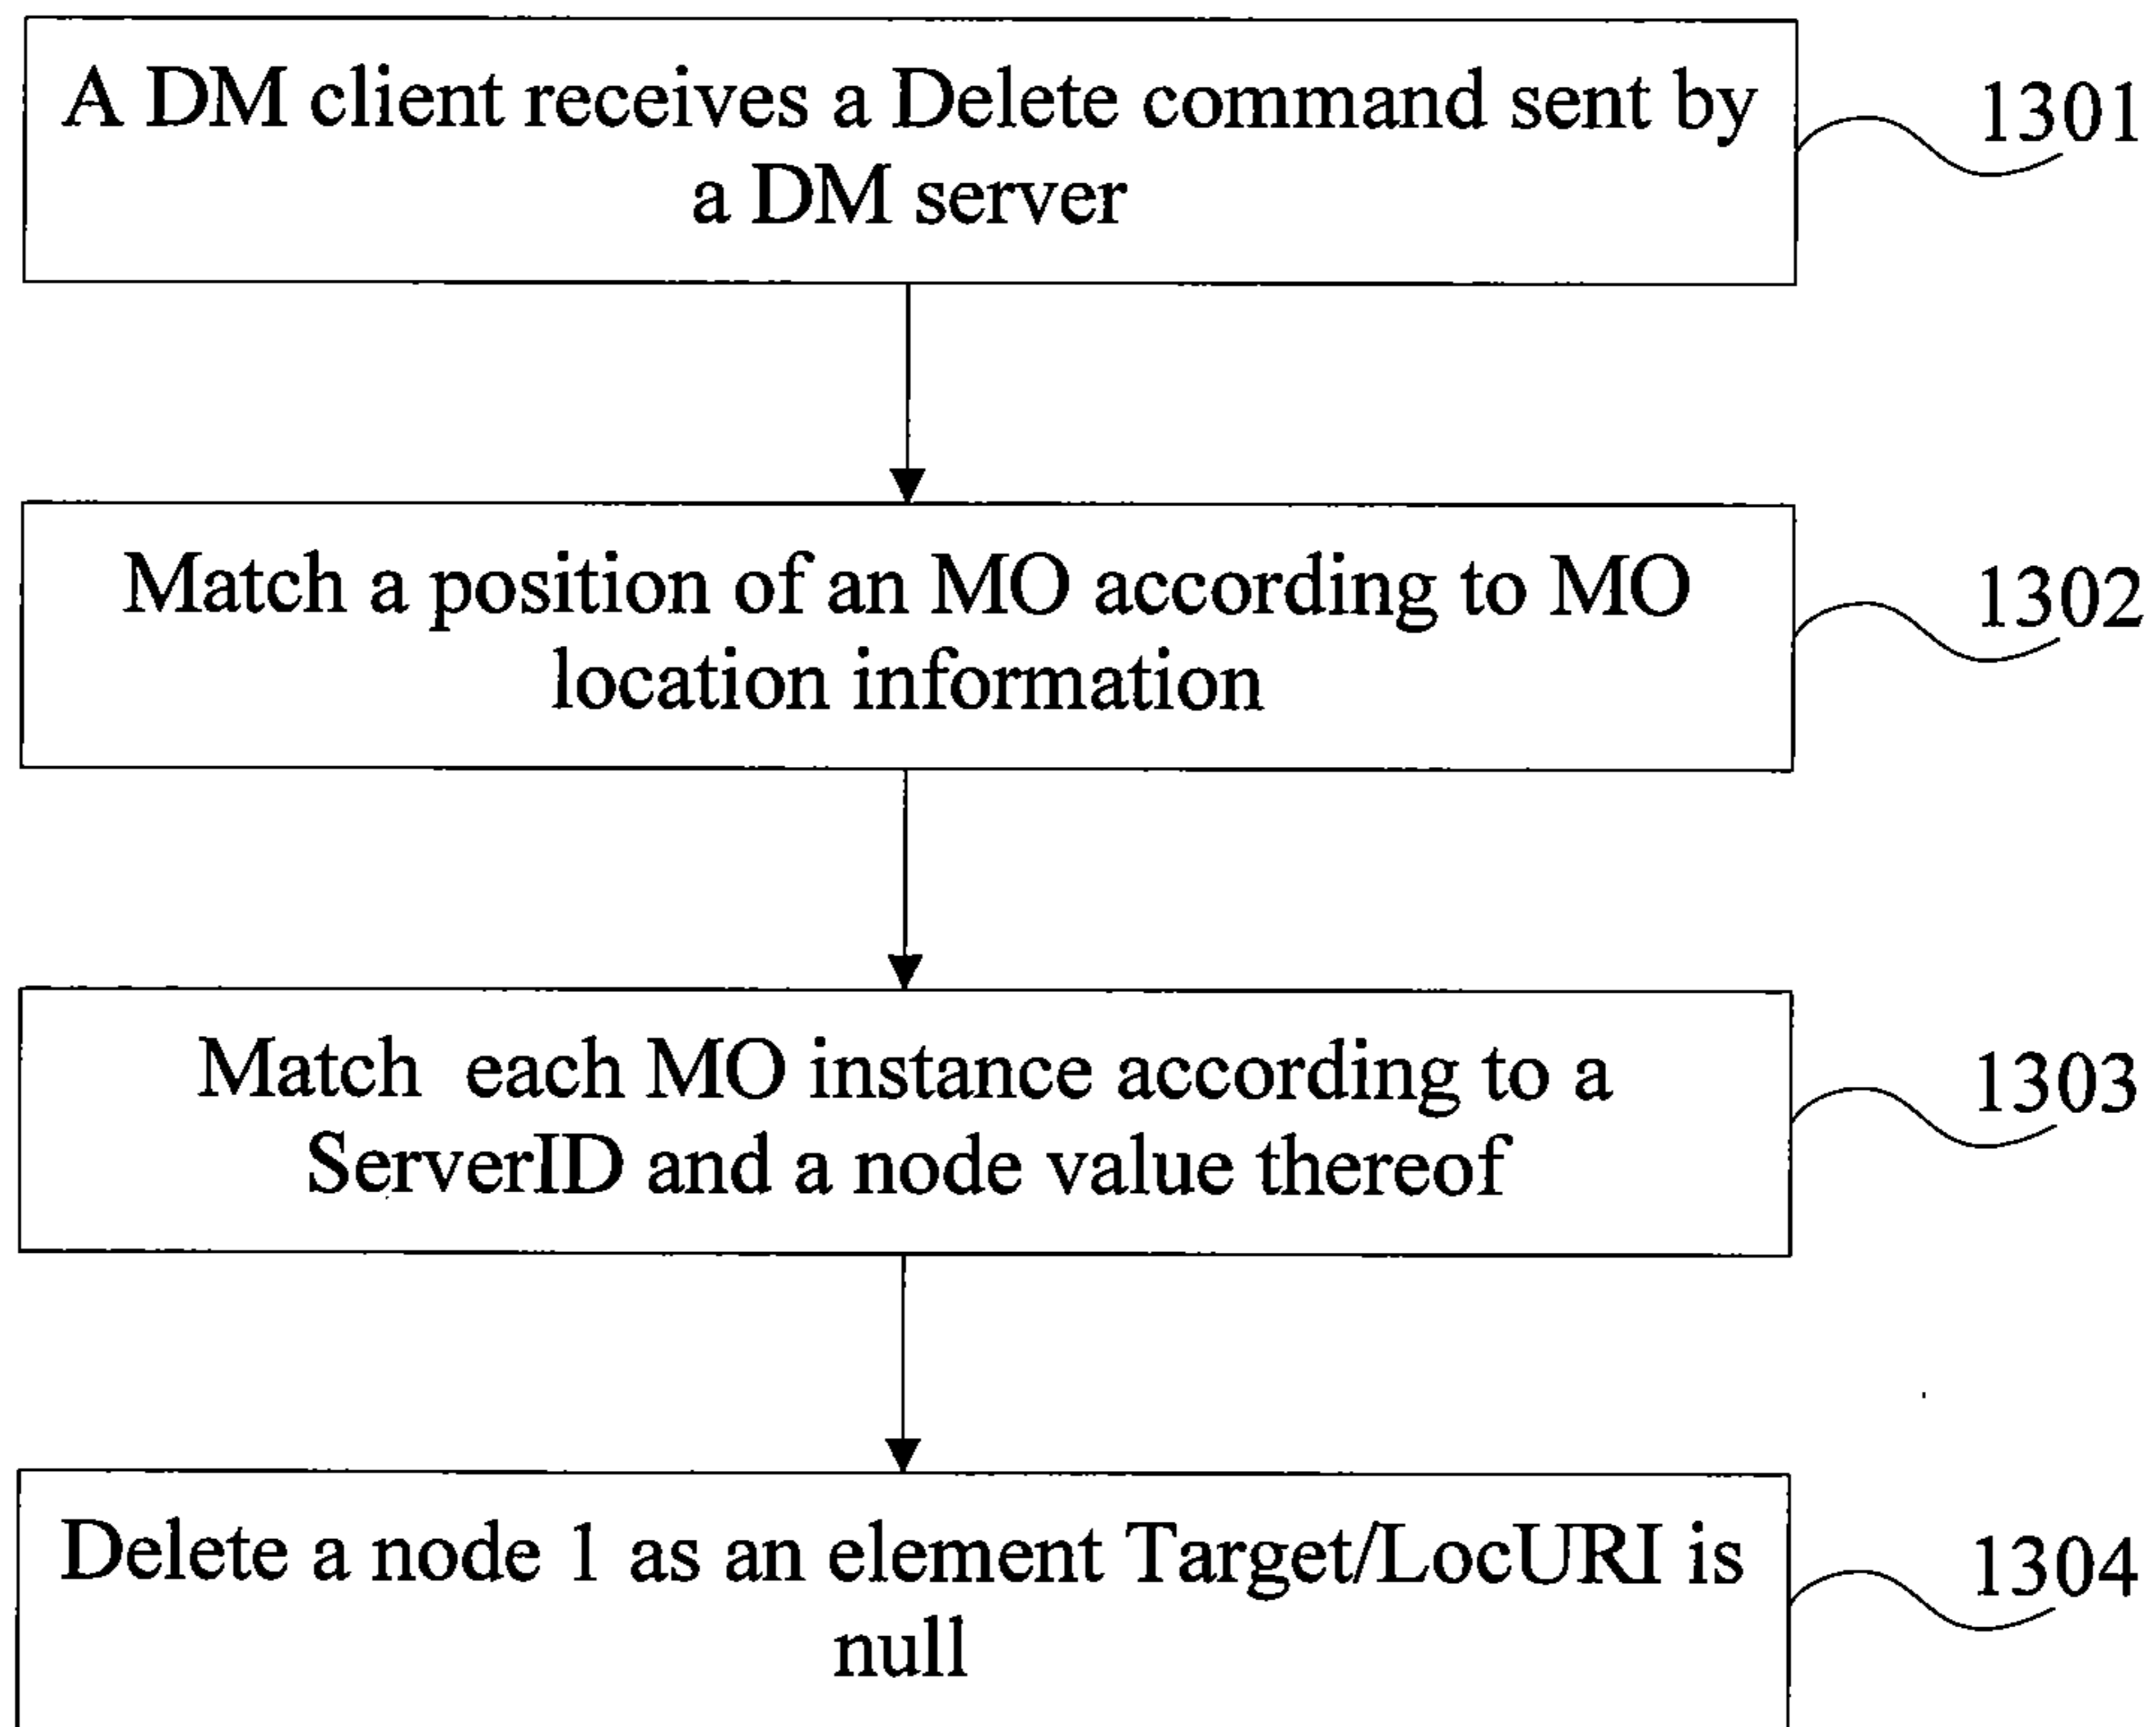 A DM client receives a Delete command sent by
a DM server
1301
Match a position of an MO according to MO
location information
1302
Match each MO instance according to a
ServerID and a node value thereof
1303
Delete a node 1 as an element Target/LocURI is
null
1304